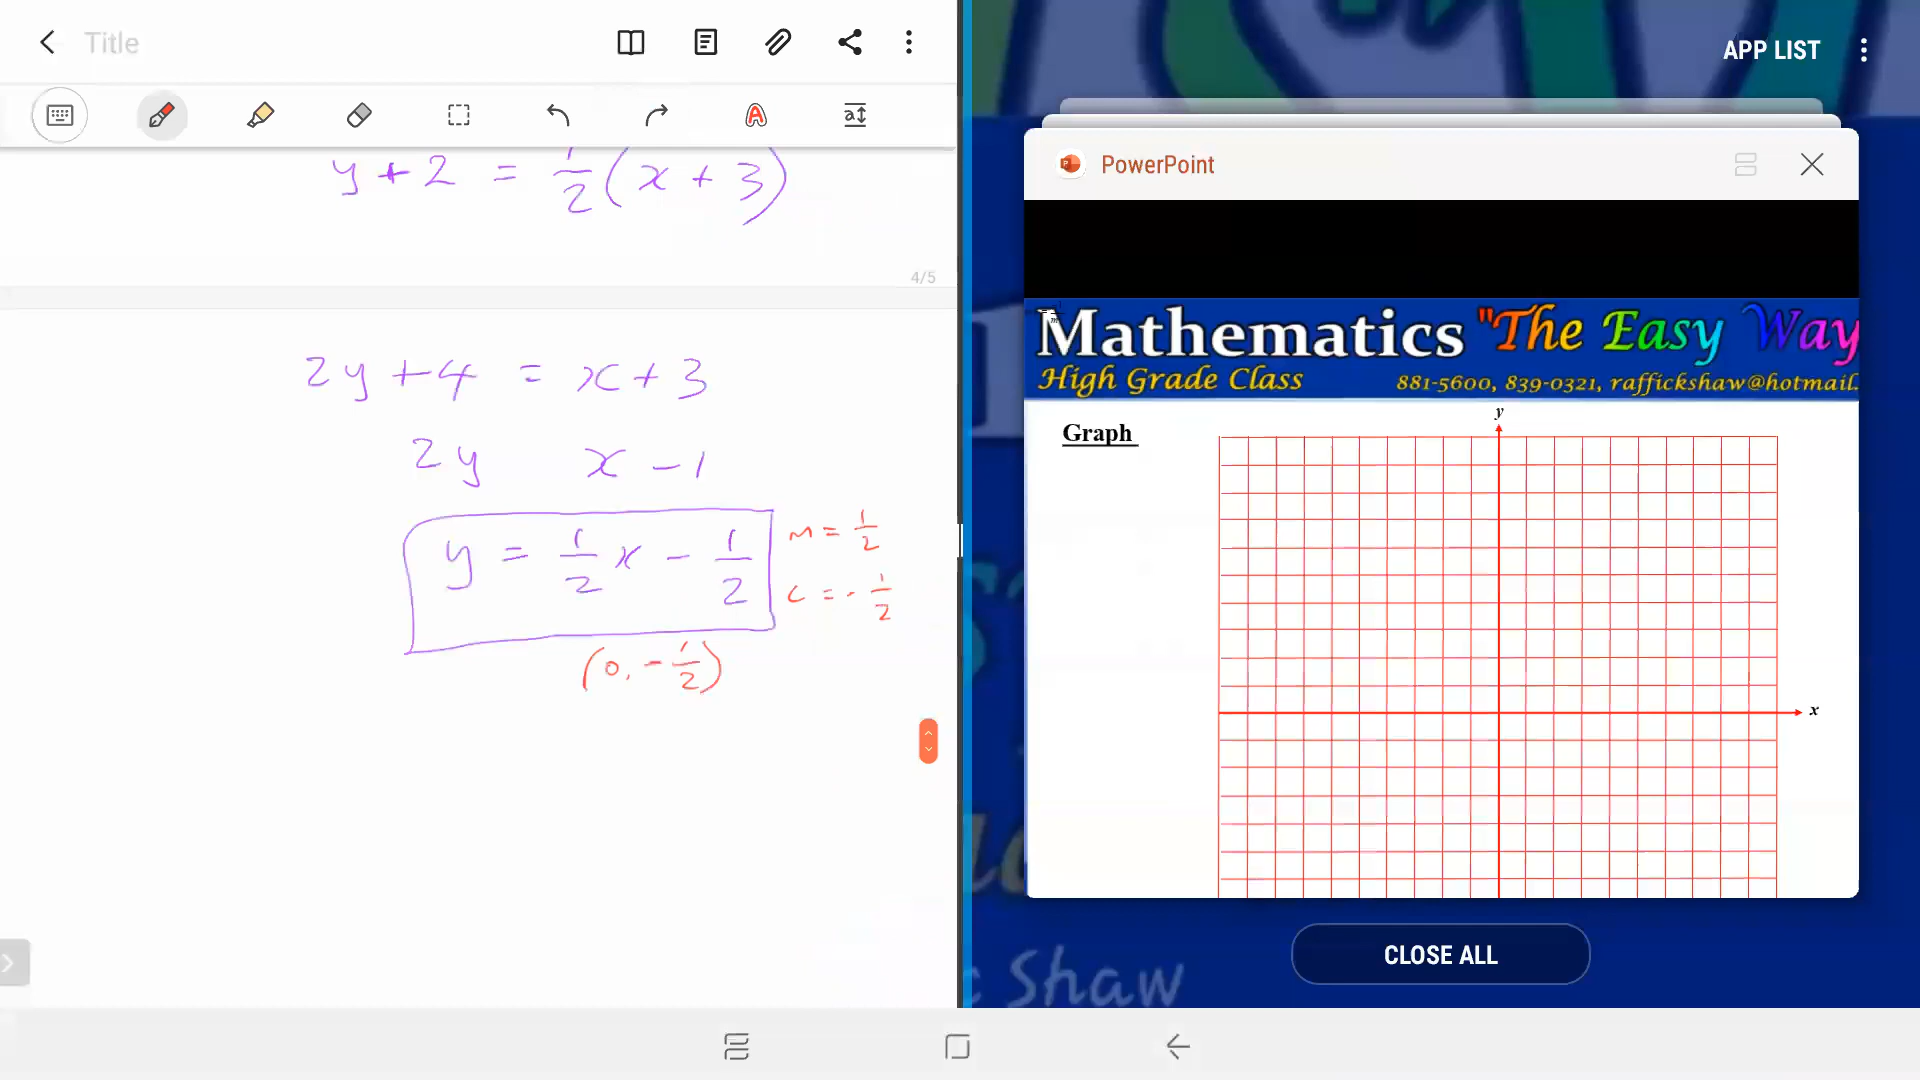 Title
y + 2 = 1/2 (x + 3)
4/5
2y + 4 = x + 3
2y x - 1
y = 1/2 x - 1/2
m = 1/2
c = - 1/2
(0, - 1/2)
APP LIST
PowerPoint
Mathematics "The Easy Way
High Grade Class 881-5600, 839-0321, raffickshaw@hotmail.
Graph
y
x
CLOSE ALL
Shaw